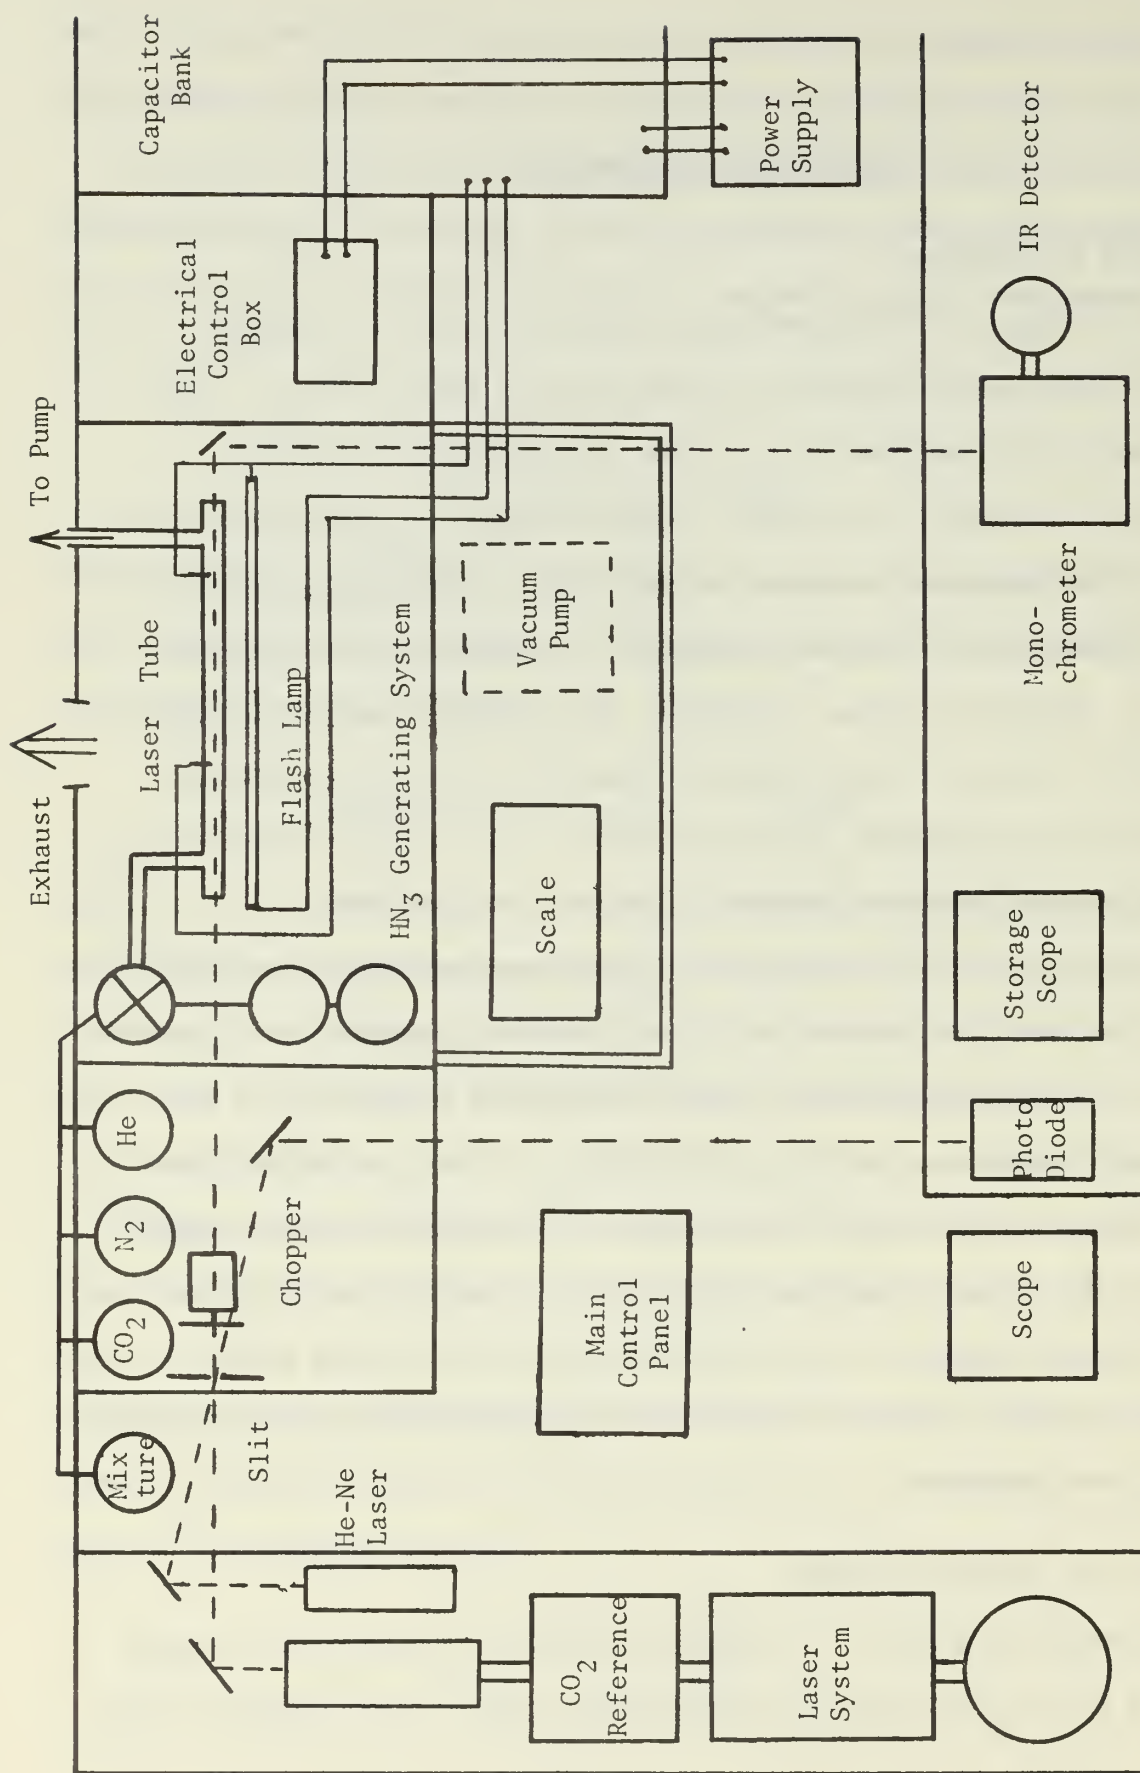 Capacitor
Bank
Power
Supply
IR Detector
Electrical
Control
Box
To Pump
Exhaust
Laser Tube
Flash Lamp
HN3 Generating System
Vacuum
Pump
Mono-
chrometer
Scale
Storage
Scope
He
N2
CO2
Mix
ture
Chopper
Photo
Diode
Main
Control
Panel
Scope
Slit
He-Ne
Laser
CO2
Reference
Laser
System